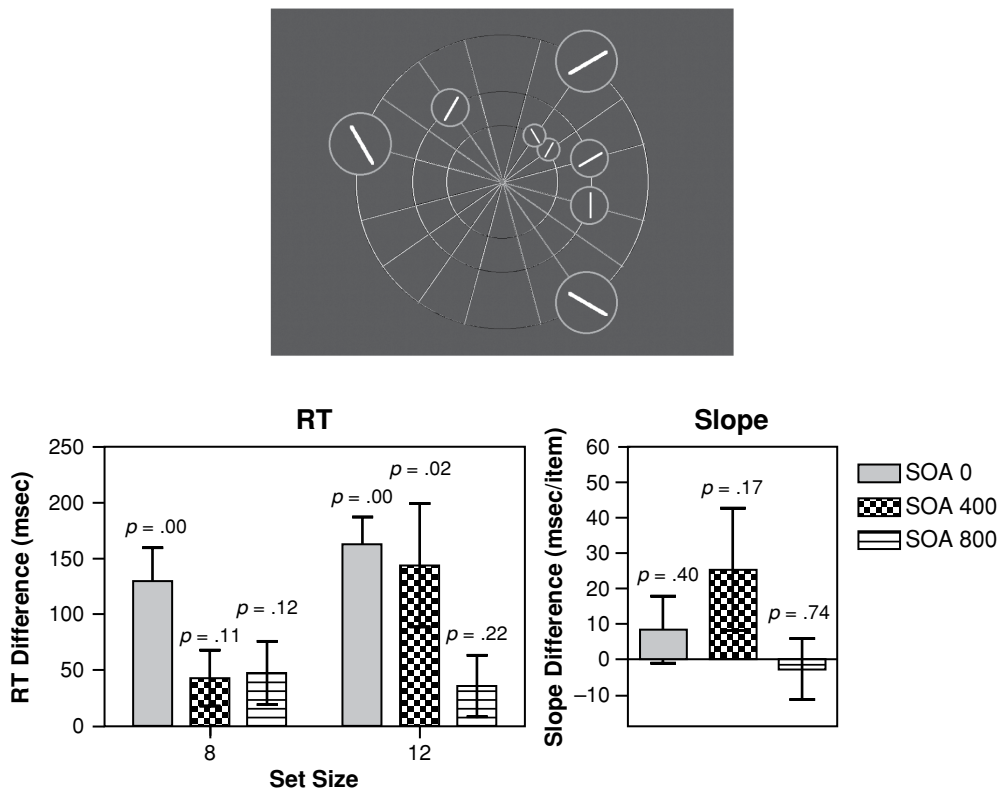 RT
250
200
150
100
50
0
RT Difference (msec)
p = .00
p = .11
p = .12
p = .00
p = .02
p = .22
8
12
Set Size
Slope
60
50
40
30
20
10
0
−10
Slope Difference (msec/item)
p = .40
p = .17
p = .74
SOA 0
SOA 400
SOA 800